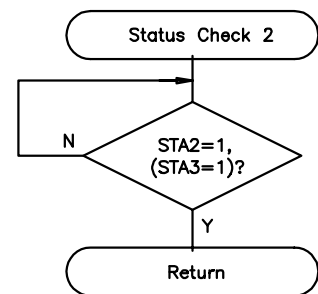 Status Check 2
N
STA2=1,
(STA3=1)?
Y
Return